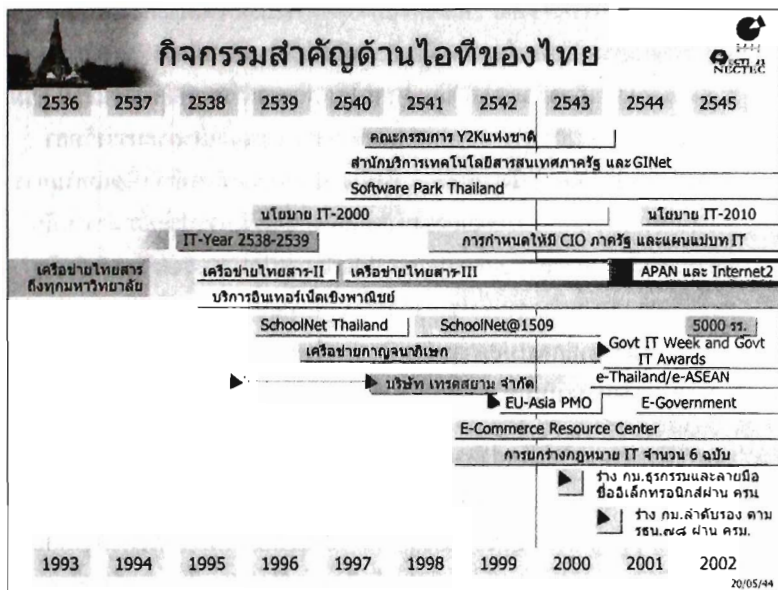 กิจกรรมสำคัญด้านไอทีของไทย
NECTEC
2536 2537 2538 2539 2540 2541 2542 2543 2544 2545
คณะกรรมการ Y2Kแห่งชาติ
สำนักบริการเทคโนโลยีสารสนเทศภาครัฐ และGINet
Software Park Thailand
นโยบาย IT-2000 นโยบาย IT-2010
IT-Year 2538-2539 การกำหนดให้มี CIO ภาครัฐ และแผนแม่บท IT
เครือข่ายไทยสาร
ถึงทุกมหาวิทยาลัย
เครือข่ายไทยสาร-II เครือข่ายไทยสาร-III APAN และ Internet2
บริการอินเทอร์เน็ตเชิงพาณิชย์
SchoolNet Thailand SchoolNet@1509 5000 รร.
เครือข่ายกาญจนาภิเษก
Govt IT Week and Govt
IT Awards
บริษัท เทรดสยาม จำกัด
e-Thailand/e-ASEAN
EU-Asia PMO E-Government
E-Commerce Resource Center
การยกร่างกฎหมาย IT จำนวน 6 ฉบับ
ร่าง กม.ธุรกรรมและลายมือ
ชื่ออิเล็กทรอนิกส์ผ่าน ครม
ร่าง กม.ลำดับรอง ตาม
รธน.๗๘ ผ่าน ครม.
1993 1994 1995 1996 1997 1998 1999 2000 2001 2002
20/05/44